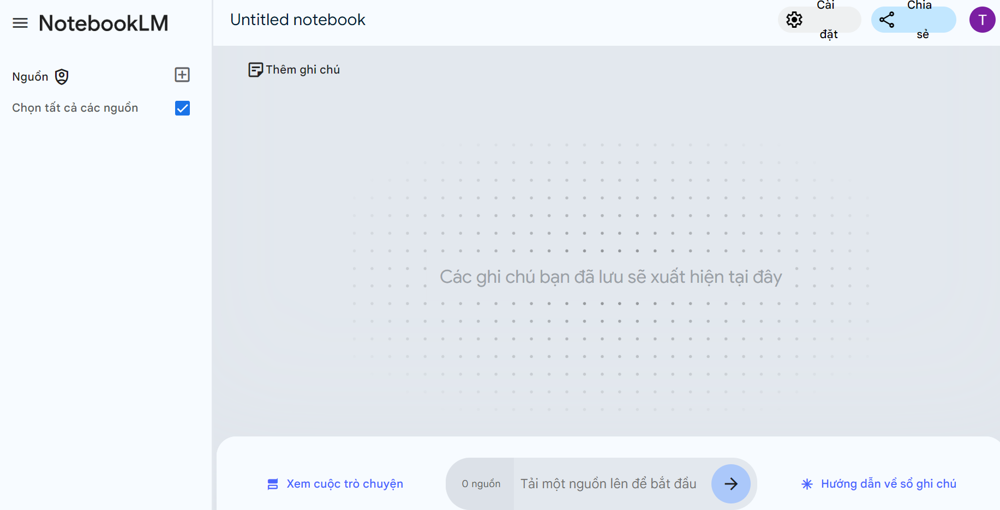 NotebookLM
Untitled notebook
Cài
đặt
Chia
sẻ
T
Nguồn
Chọn tất cả các nguồn
Thêm ghi chú
Các ghi chú bạn đã lưu sẽ xuất hiện tại đây
Xem cuộc trò chuyện
0 nguồn
Tải một nguồn lên để bắt đầu
Hướng dẫn về sổ ghi chú